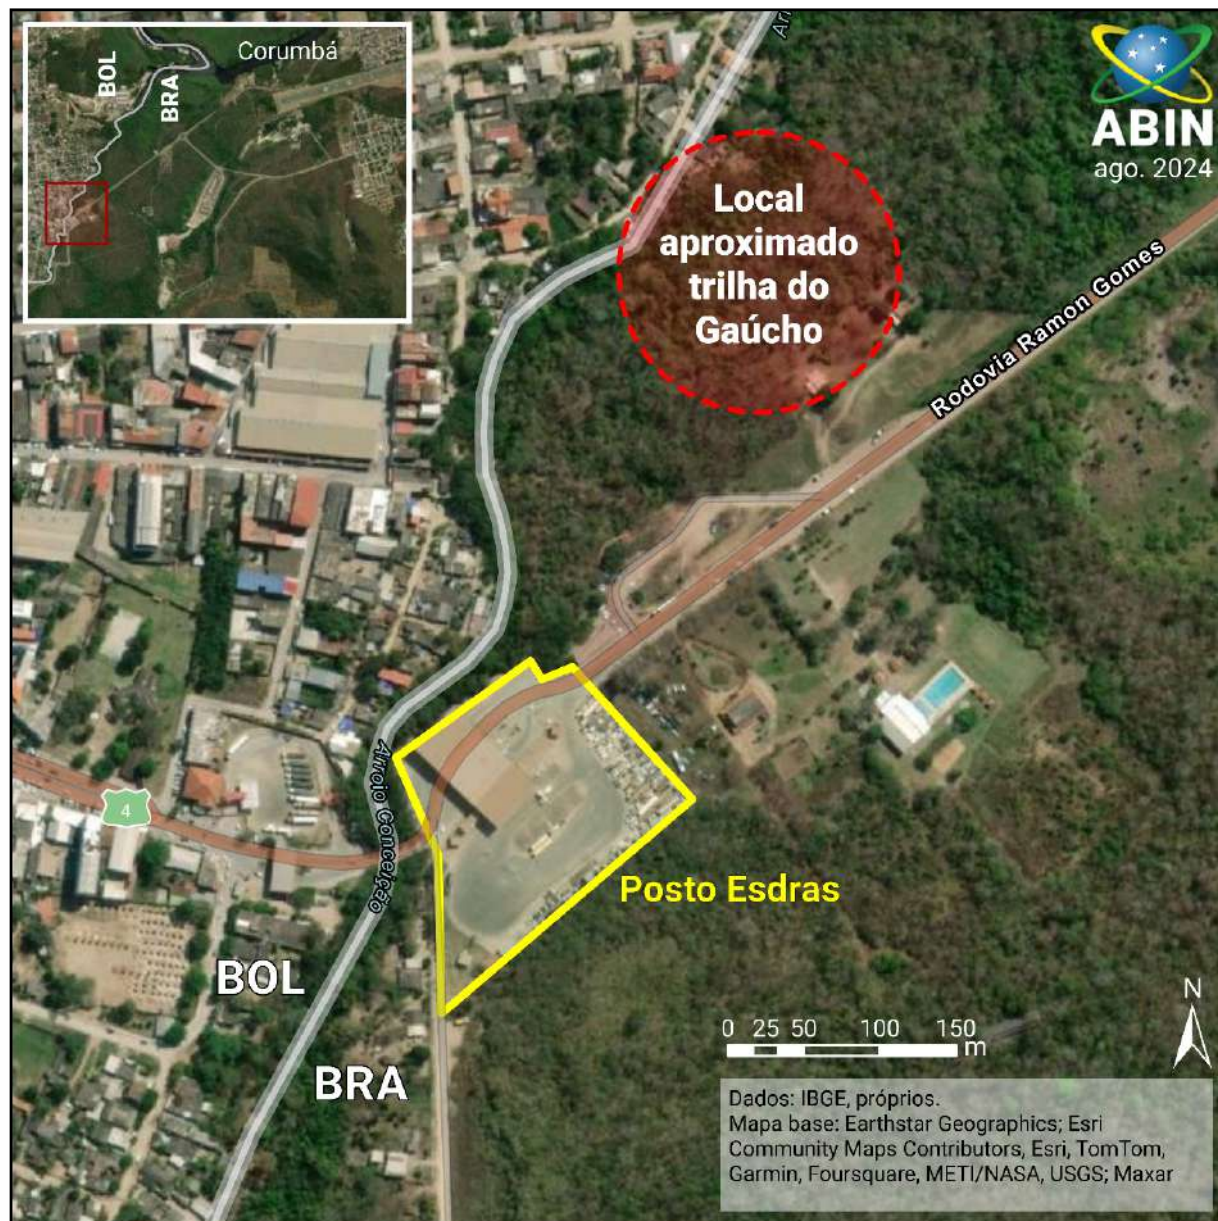 BOL
BRA
Corumbá
Arr
ABIN
ago. 2024
Local
aproximado
trilha do
Gaúcho
Rodovia Ramon Gomes
4
Arroio Conceição
Posto Esdras
BOL
BRA
N
0 25 50 100 150
m
Dados: IBGE, próprios.
Mapa base: Earthstar Geographics; Esri
Community Maps Contributors, Esri, TomTom,
Garmin, Foursquare, METI/NASA, USGS; Maxar